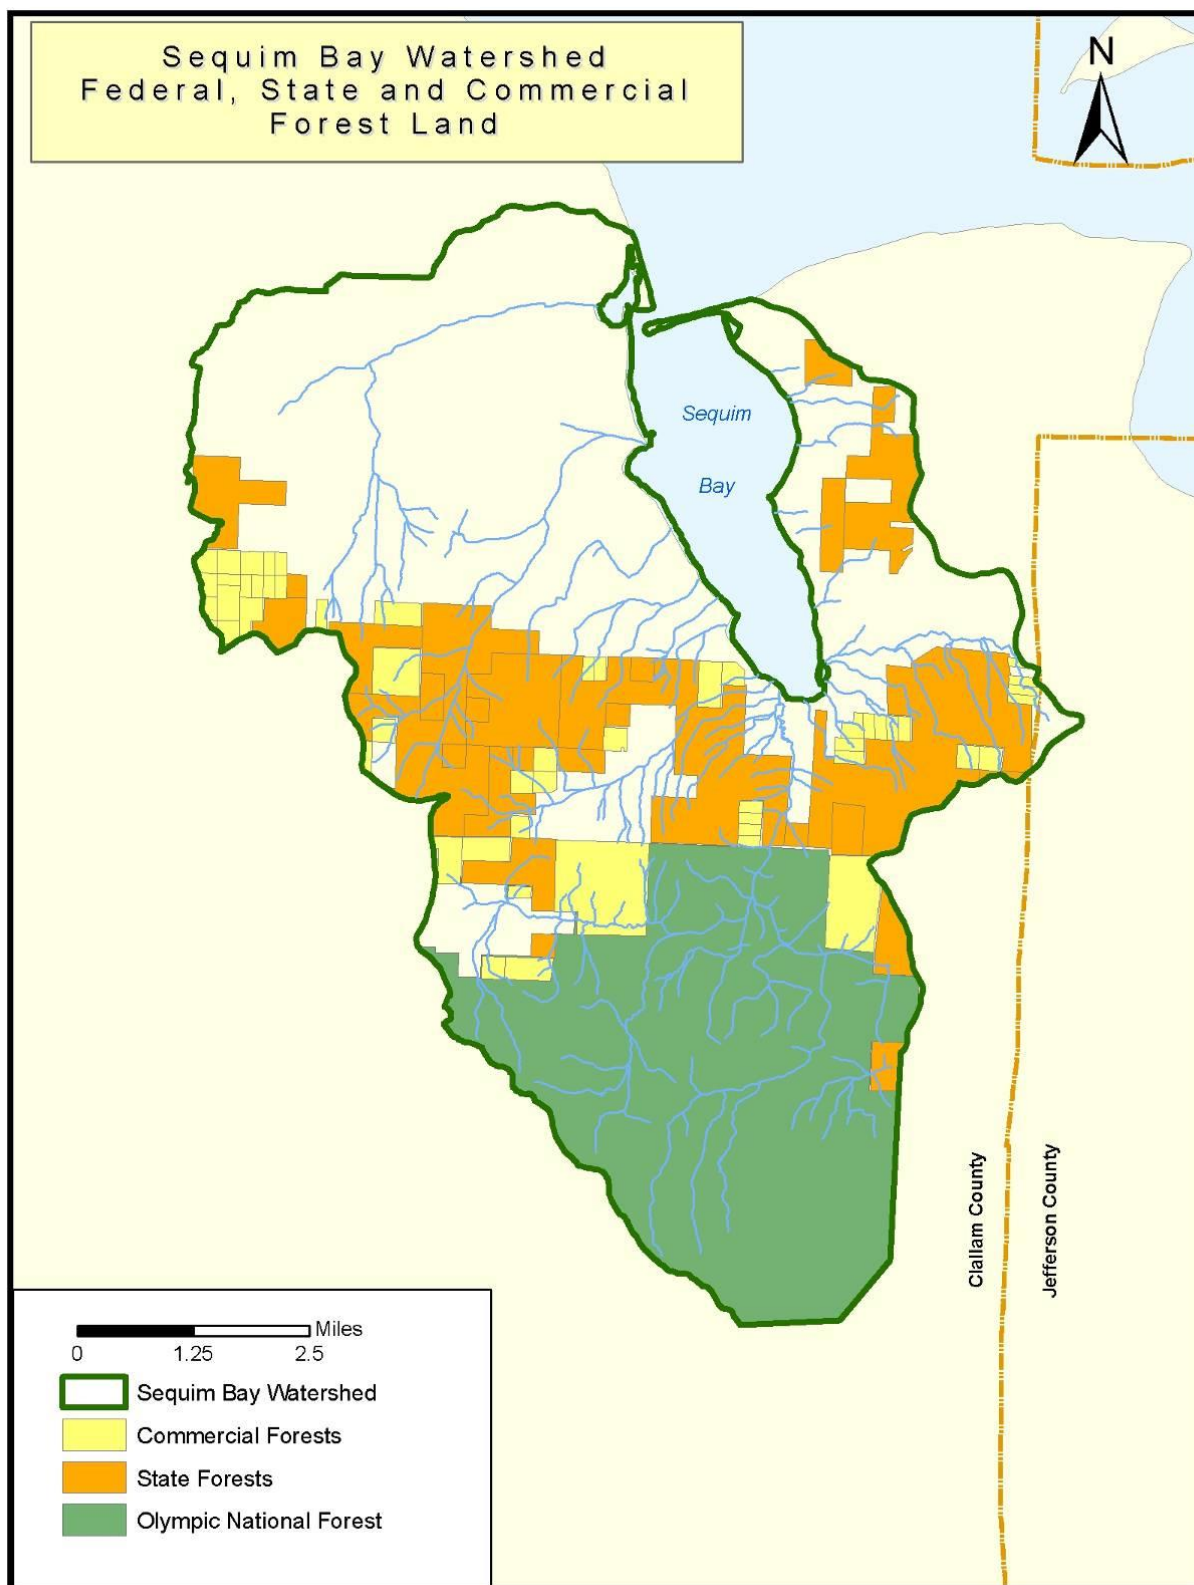 Sequim Bay Watershed
Federal, State and Commercial
Forest Land
N
Sequim
Bay
Clallam County
Jefferson County
Miles
0 1.25 2.5
Sequim Bay Watershed
Commercial Forests
State Forests
Olympic National Forest